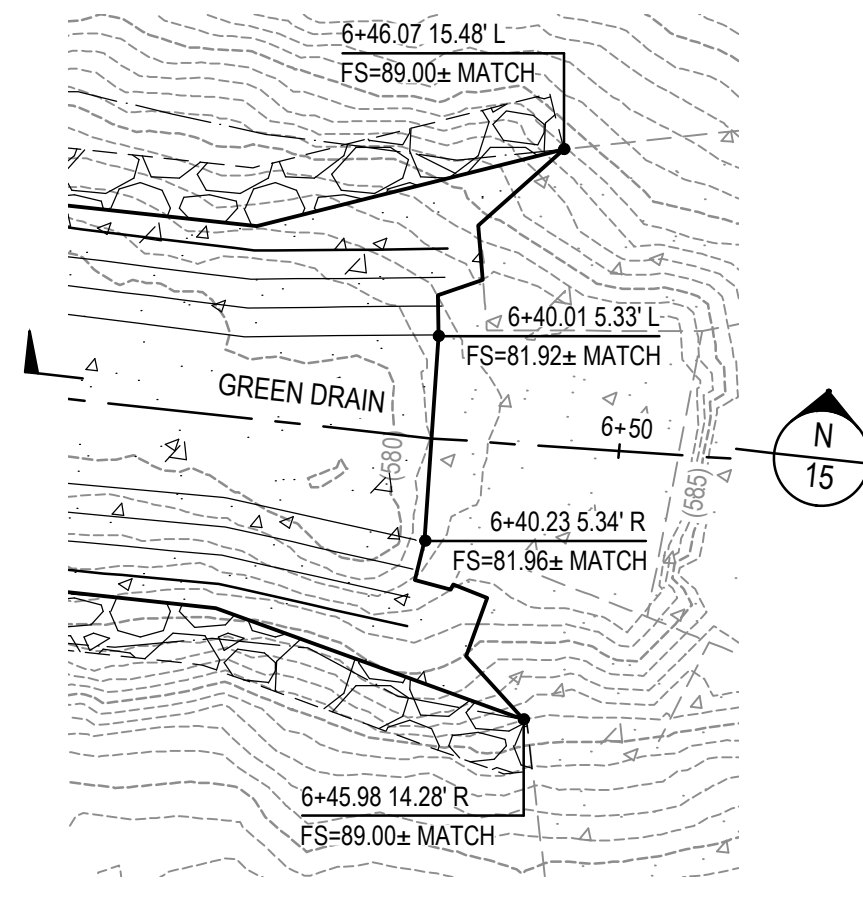 6+46.07 15.48' L
FS=89.00± MATCH
6+40.01 5.33' L
FS=81.92± MATCH
GREEN DRAIN
(580)
6+50
(585)
N
15
6+40.23 5.34' R
FS=81.96± MATCH
6+45.98 14.28' R
FS=89.00± MATCH